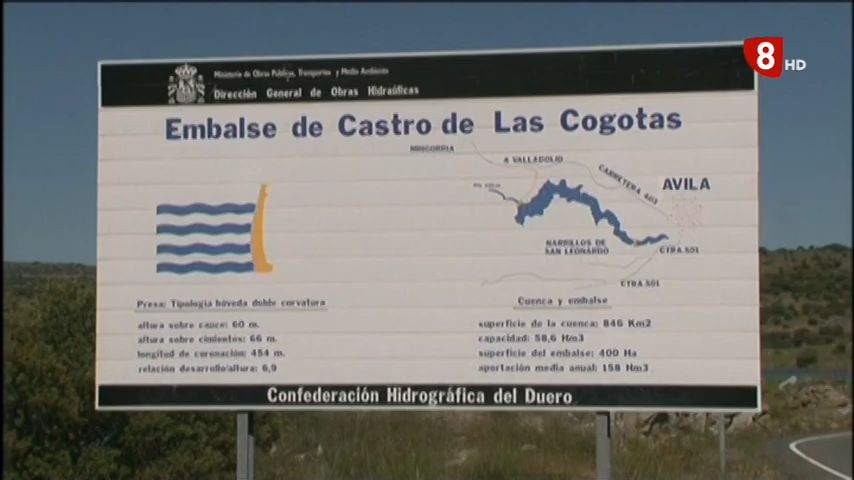 8 HD
Ministerio de Obras Públicas, Transportes y Medio Ambiente
Dirección General de Obras Hidraúlicas
Embalse de Castro de Las Cogotas
MINGORRIA
A VALLADOLID
CARRETERA 403
AVILA
NARRILLOS DE
SAN LEONARDO
CTRA.501
CTRA.501
Presa: Tipología bóveda doble curvatura
altura sobre cauce: 60 m.
altura sobre cimientos: 66 m.
longitud de coronación: 454 m.
relación desarrollo/altura: 6,9
Cuenca y embalse
superficie de la cuenca: 846 Km2
capacidad: 58,6 Hm3
superficie del embalse: 400 Ha
aportación media anual: 158 Hm3
Confederación Hidrográfica del Duero